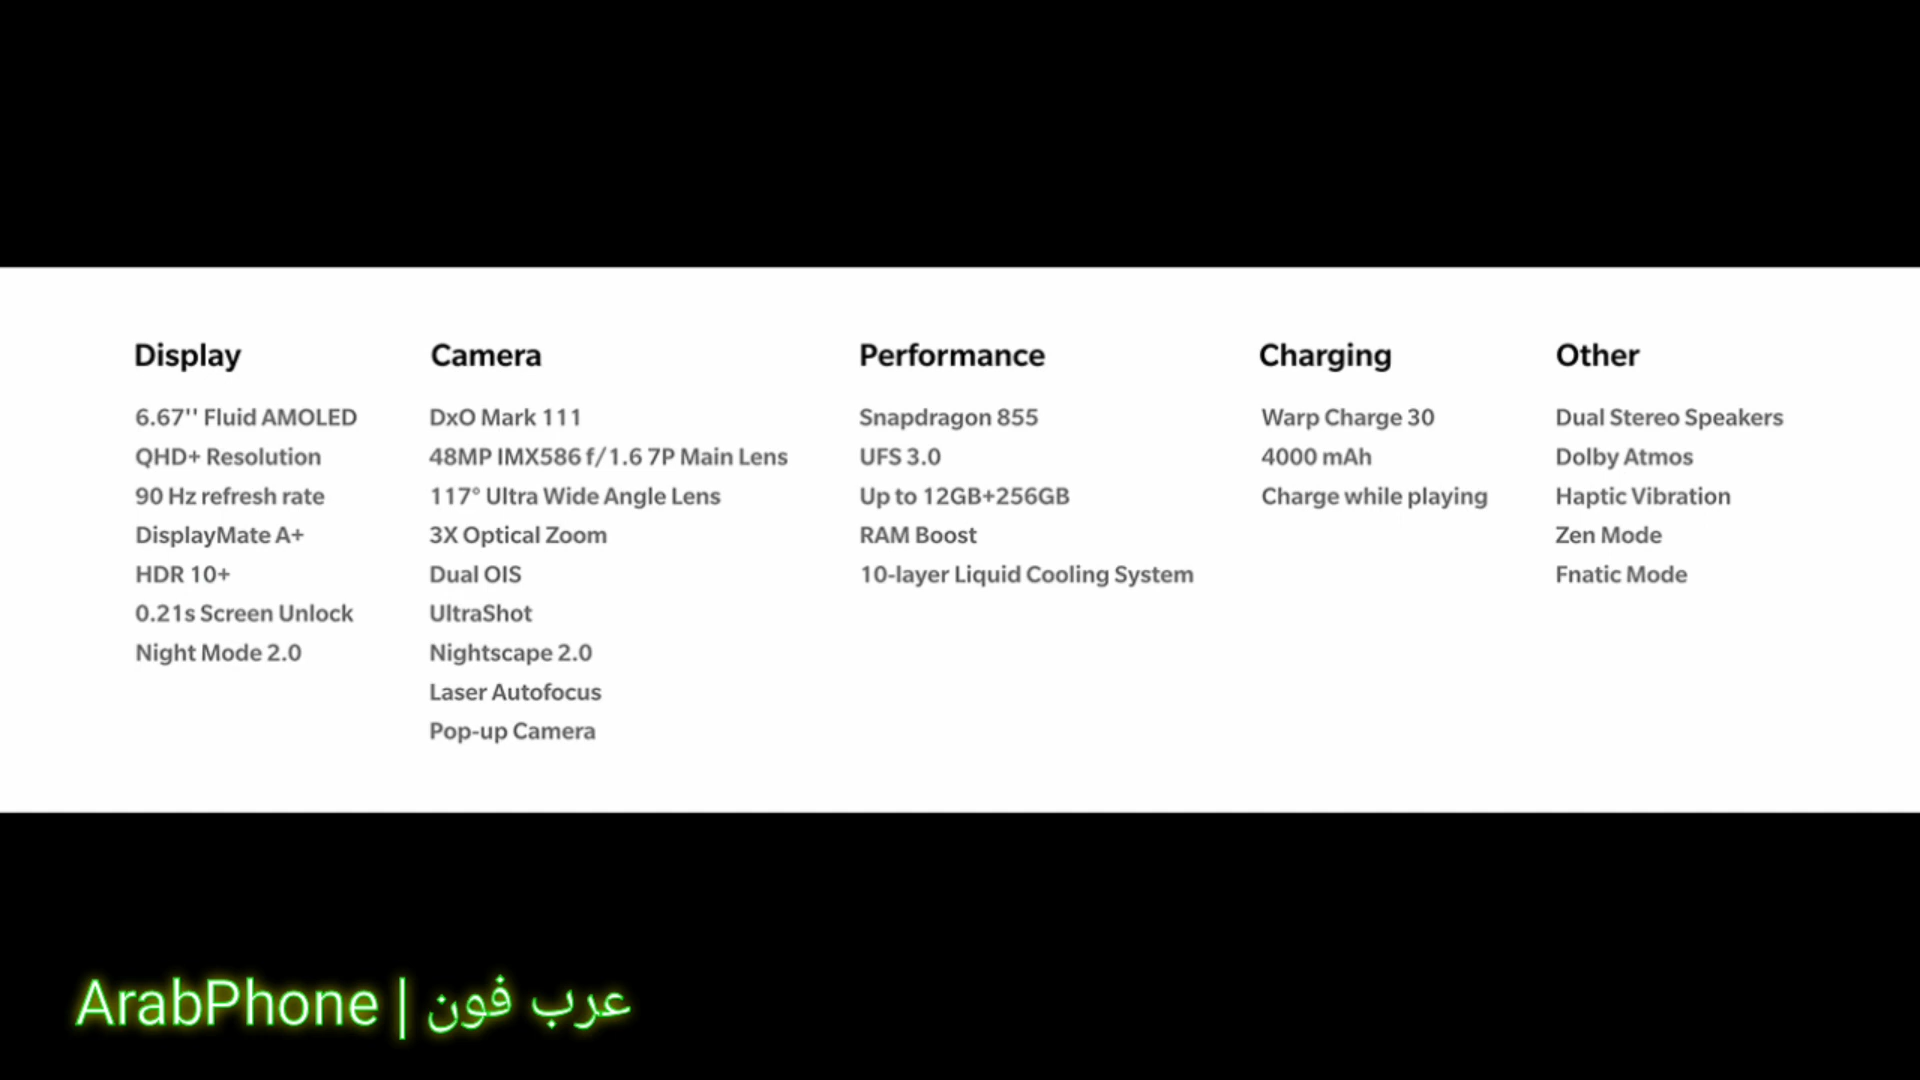 Display
6.67'' Fluid AMOLED
QHD+ Resolution
90 Hz refresh rate
DisplayMate A+
HDR 10+
0.21s Screen Unlock
Night Mode 2.0
Camera
DxO Mark 111
48MP IMX586 f/1.6 7P Main Lens
117° Ultra Wide Angle Lens
3X Optical Zoom
Dual OIS
UltraShot
Nightscape 2.0
Laser Autofocus
Pop-up Camera
Performance
Snapdragon 855
UFS 3.0
Up to 12GB+256GB
RAM Boost
10-layer Liquid Cooling System
Charging
Warp Charge 30
4000 mAh
Charge while playing
Other
Dual Stereo Speakers
Dolby Atmos
Haptic Vibration
Zen Mode
Fnatic Mode
ArabPhone | عرب فون